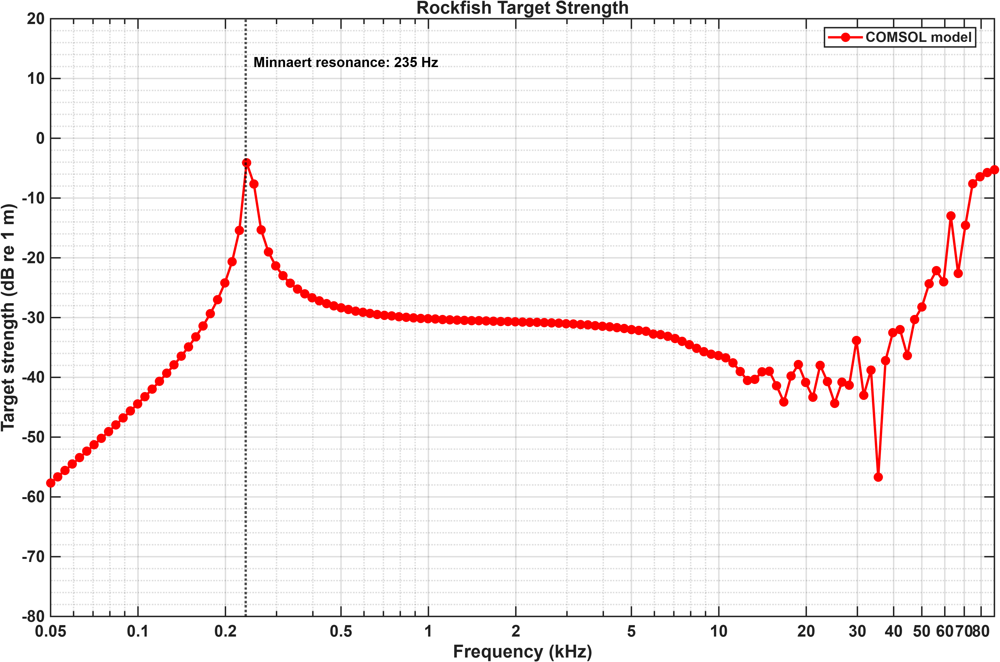 Rockfish Target Strength
20
10
0
-10
-20
-30
-40
-50
-60
-70
-80
Target strength (dB re 1 m)
COMSOL model
Minnaert resonance: 235 Hz
0.05 0.1 0.2 0.5 1 2 5 10 20 30 40 50 60 70 80
Frequency (kHz)